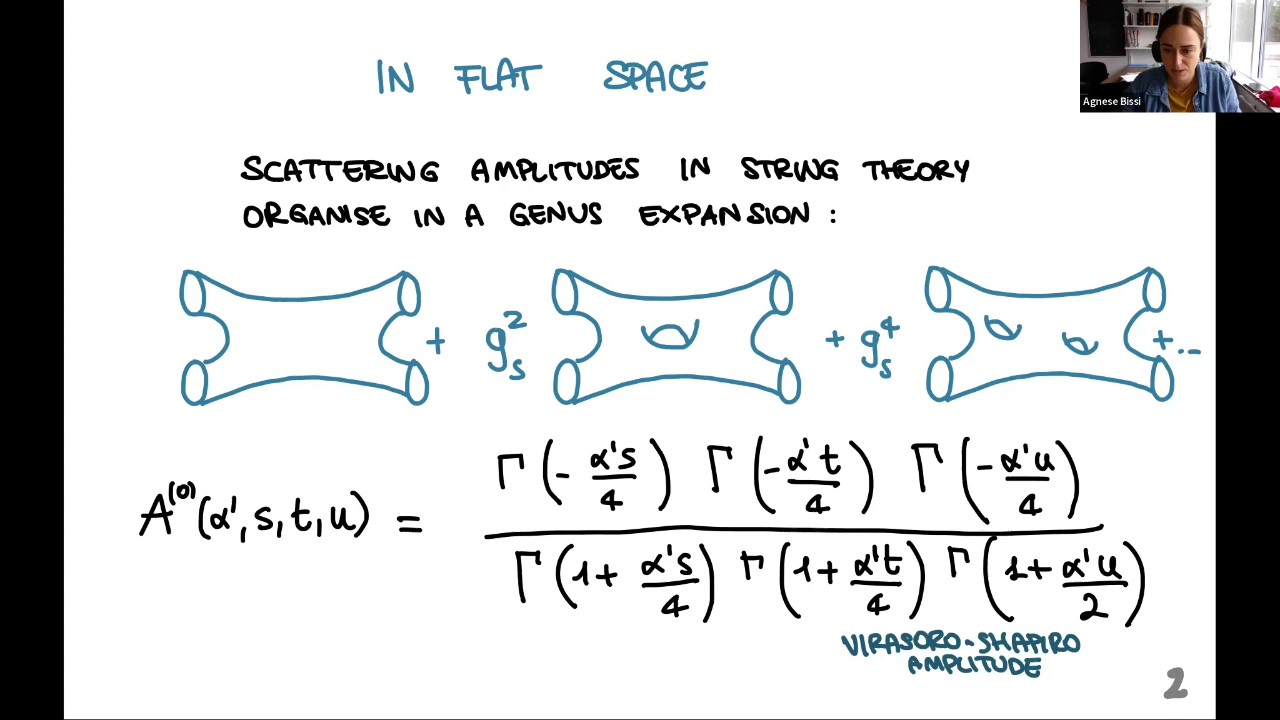 IN FLAT SPACE
Agnese Bissi
SCATTERING AMPLITUDES IN STRING THEORY
ORGANISE IN A GENUS EXPANSION :
+ g_s^2 + g_s^4 +...
A^(0)(α',s,t,u) = Γ(-α's/4) Γ(-α't/4) Γ(-α'u/4) / Γ(1+α's/4) Γ(1+α't/4) Γ(1+α'u/2)
VIRASORO-SHAPIRO
AMPLITUDE
2